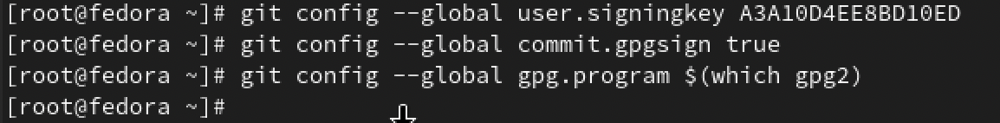 [root@fedora ~]# git config --global user.signingkey A3A10D4EE8BD10ED
[root@fedora ~]# git config --global commit.gpgsign true
[root@fedora ~]# git config --global gpg.program $(which gpg2)
[root@fedora ~]#